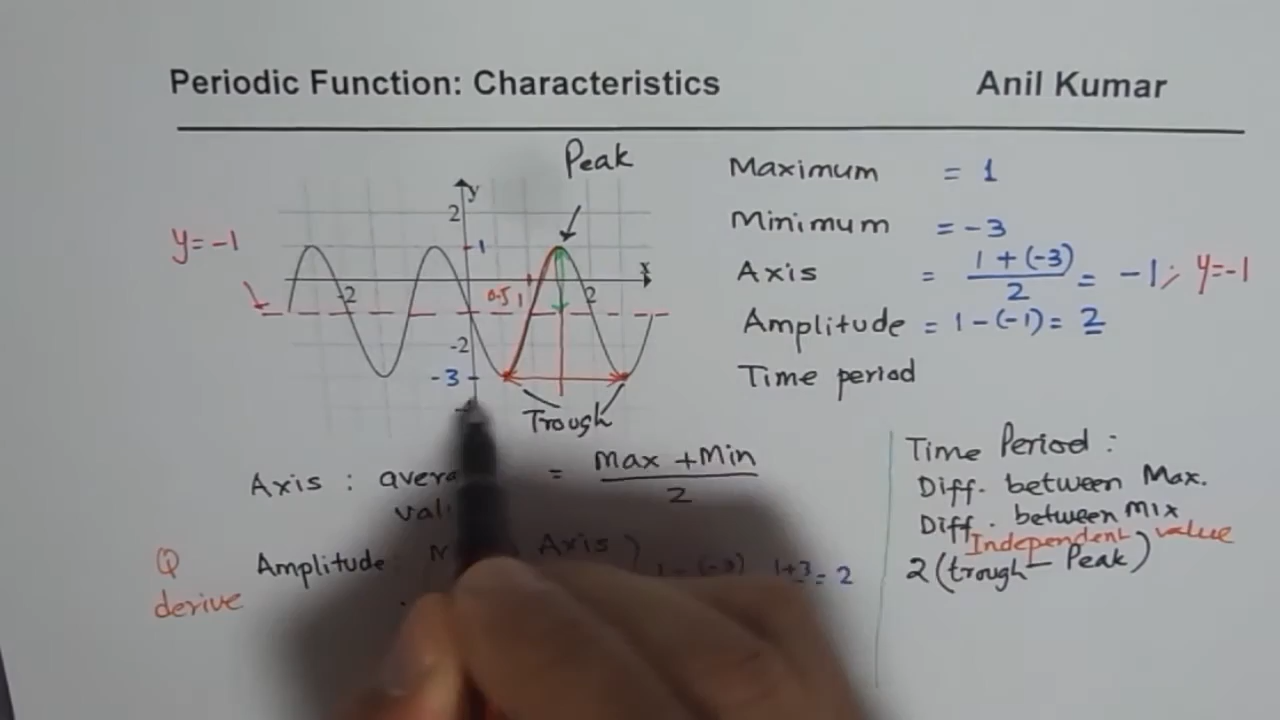 Periodic Function: Characteristics Anil Kumar
Peak
Maximum = 1
y
2
Minimum = -3
y = -1
1
Axis = 1 + (-3) / 2 = -1; y = -1
x
-2 0.5 1 2
Amplitude = 1 - (-1) = 2
-2
-3
Time period
Trough
Time Period :
Axis : = Max + Min / 2
Diff. between Max.
Diff. between Mix
Independent value
Q Amplitude : Axis )
2 (trough - Peak)
1+3 = 2
derive